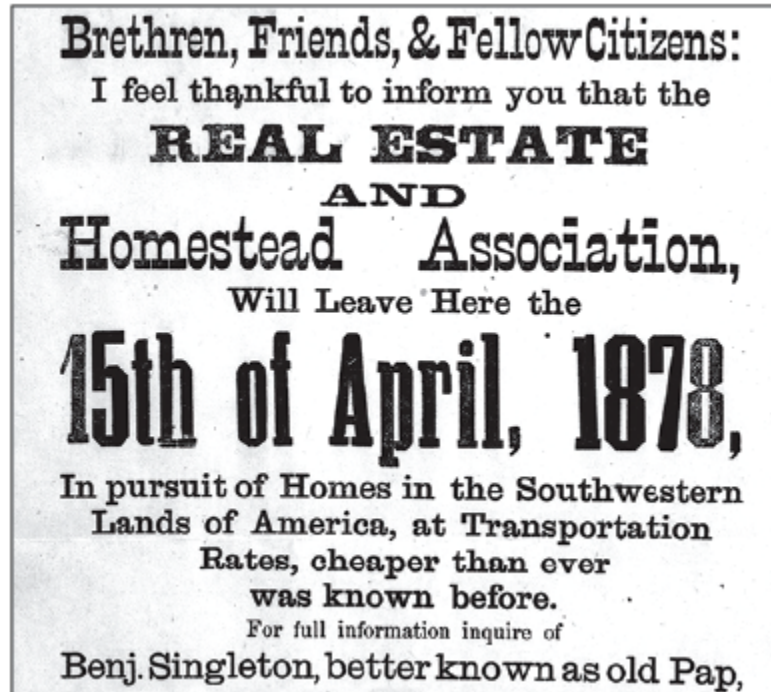 Brethren, Friends, & Fellow Citizens:
I feel thankful to inform you that the
REAL ESTATE
AND
Homestead Association,
Will Leave Here the
15th of April, 1878,
In pursuit of Homes in the Southwestern
Lands of America, at Transportation
Rates, cheaper than ever
was known before.
For full information inquire of
Benj. Singleton, better known as old Pap,